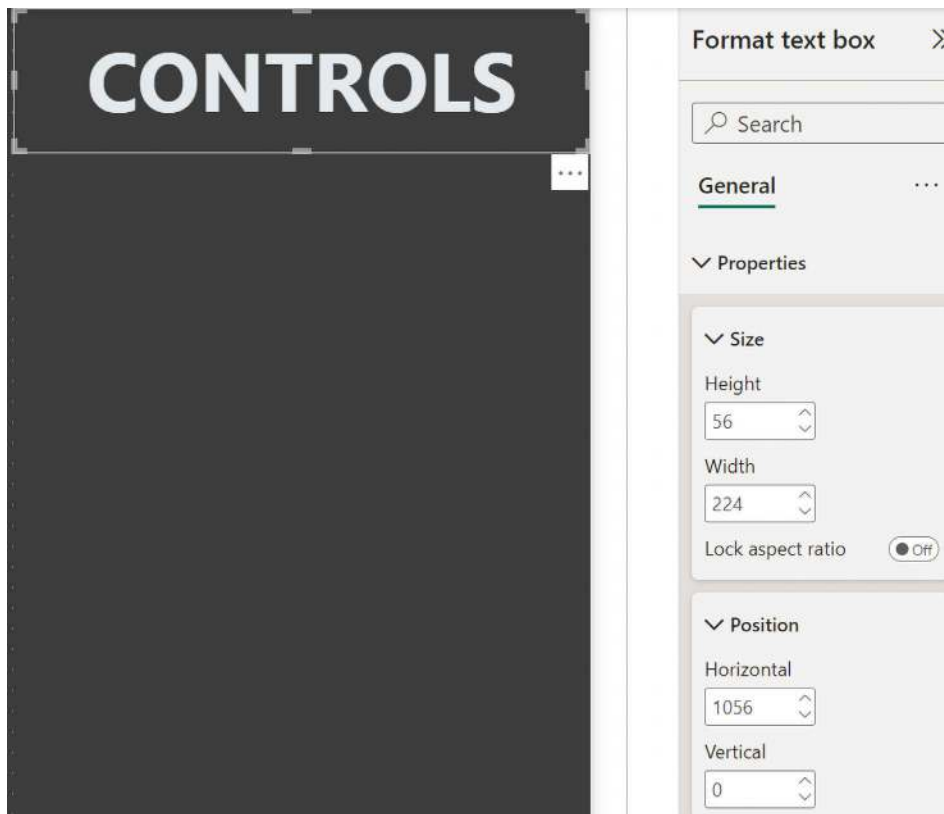 CONTROLS
...
Format text box
Search
General
...
Properties
Size
Height
56
Width
224
Lock aspect ratio
Off
Position
Horizontal
1056
Vertical
0